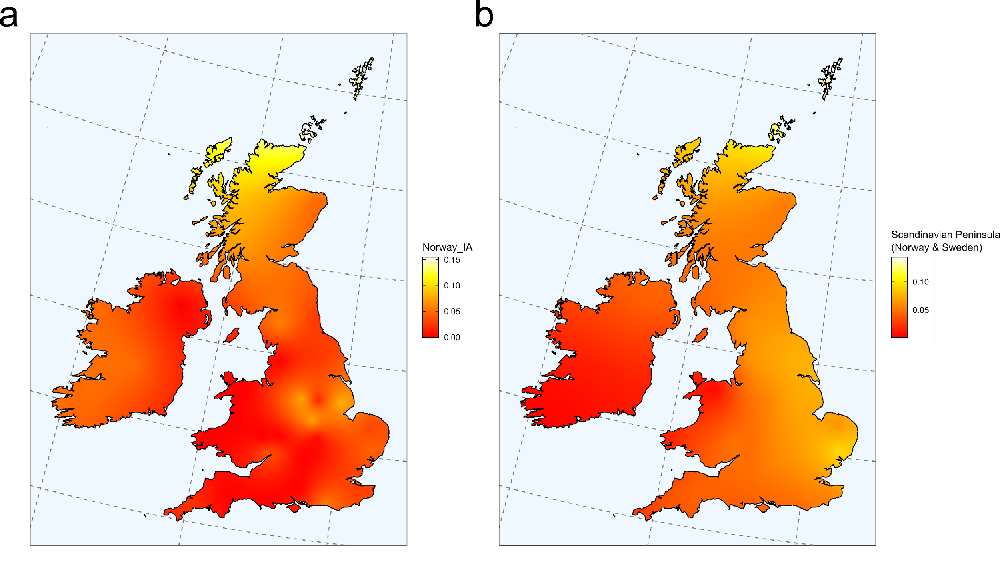 a
b
Norway_IA
0.15
0.10
0.05
0.00
Scandinavian Peninsula
(Norway & Sweden)
0.10
0.05